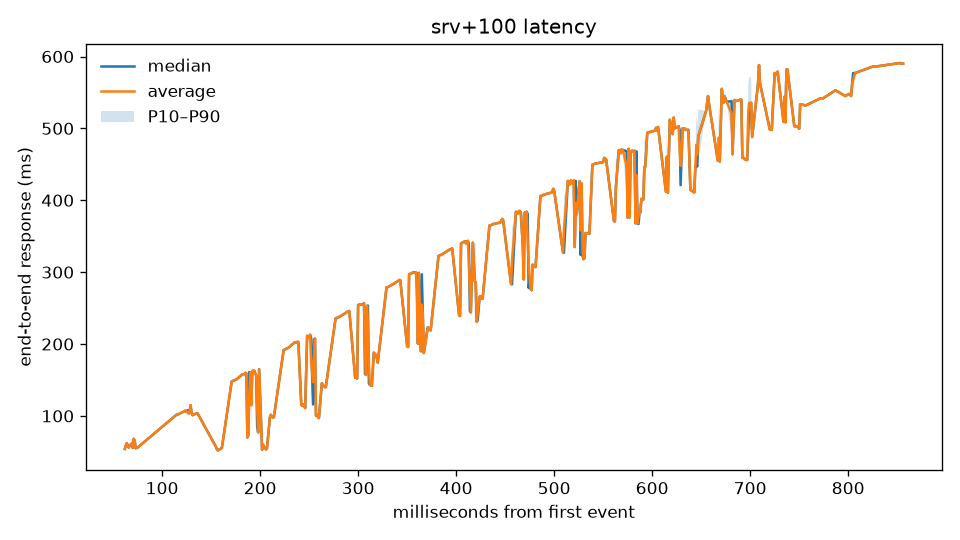 srv+100 latency
600
500
400
300
200
100
end-to-end response (ms)
median
average
P10–P90
100 200 300 400 500 600 700 800
milliseconds from first event